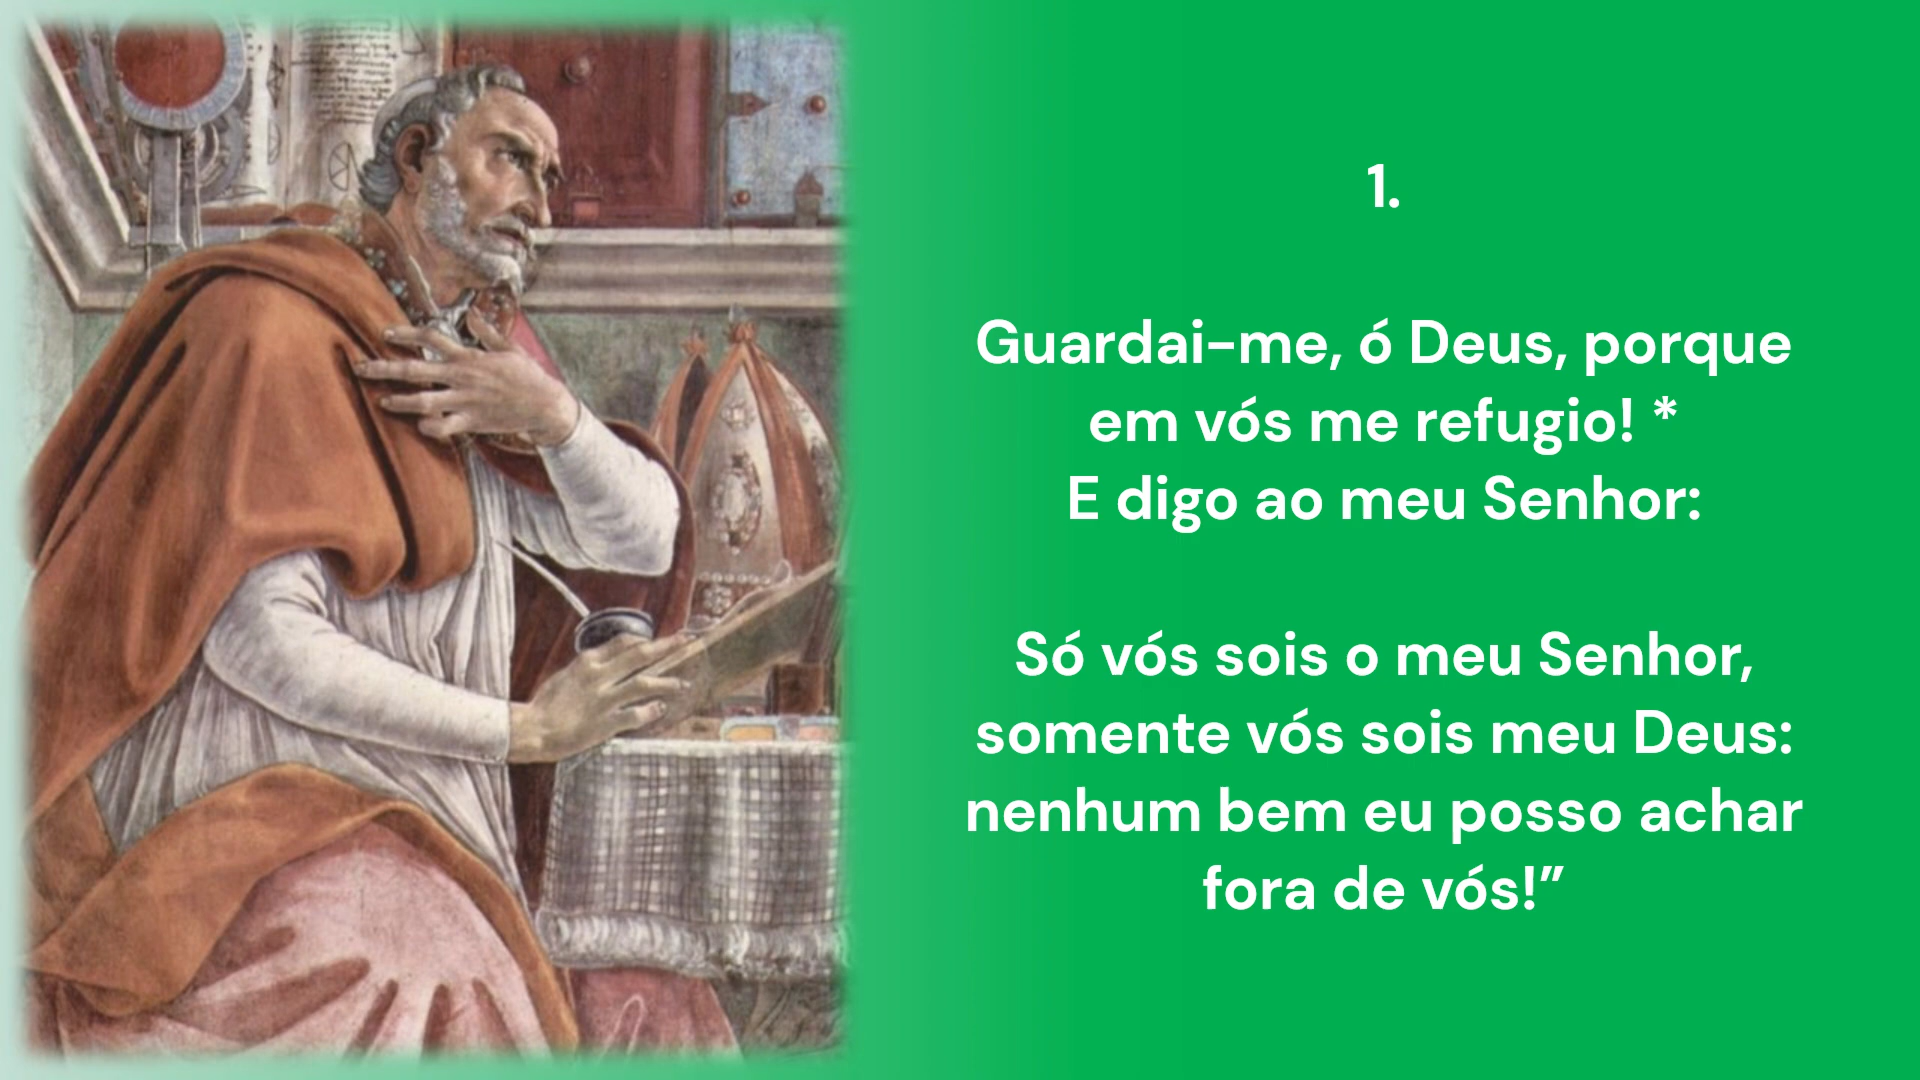 1.
Guardai-me, ó Deus, porque
em vós me refugio! *
E digo ao meu Senhor:
Só vós sois o meu Senhor,
somente vós sois meu Deus:
nenhum bem eu posso achar
fora de vós!”